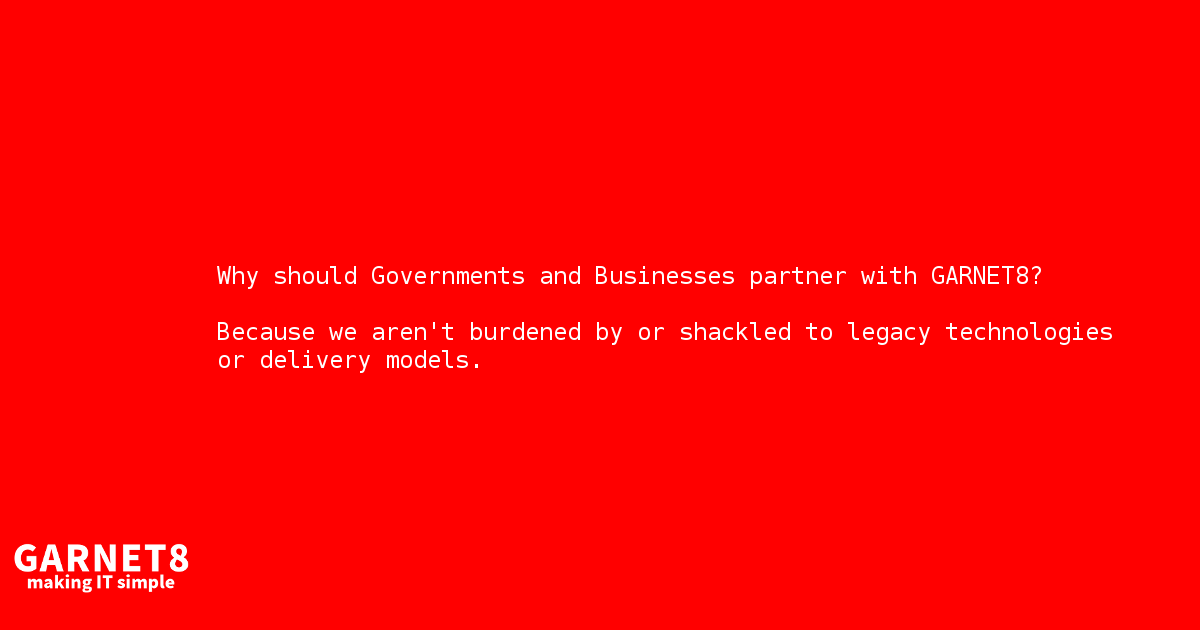 Why should Governments and Businesses partner with GARNET8?
Because we aren't burdened by or shackled to legacy technologies
or delivery models.
GARNET8
making IT simple